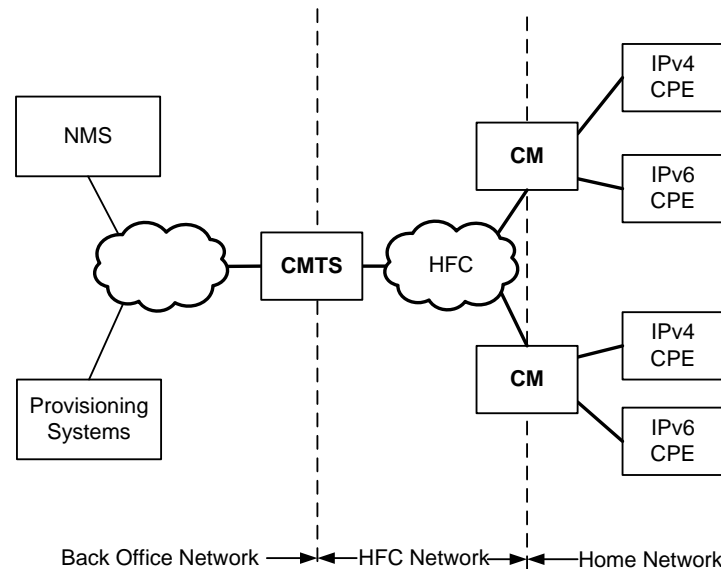 IPv4
CPE
NMS
CM
IPv6
CPE
CMTS
HFC
IPv4
CPE
CM
Provisioning
Systems
IPv6
CPE
Back Office Network
HFC Network
Home Network